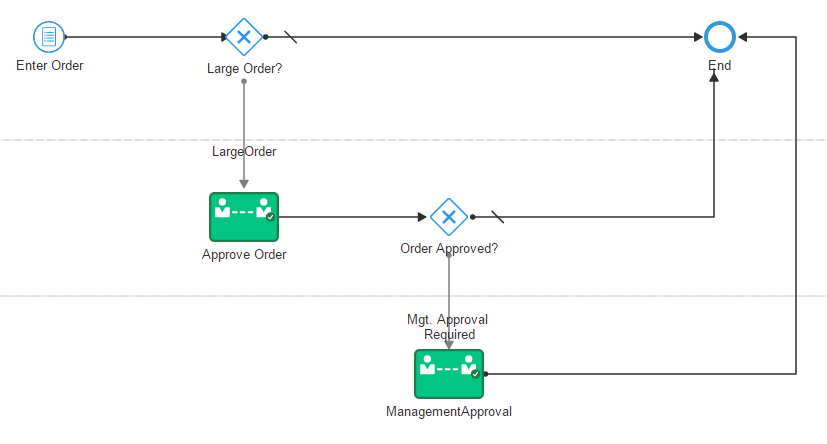 Enter Order
Large Order?
End
LargeOrder
Approve Order
Order Approved?
Mgt. Approval
Required
ManagementApproval